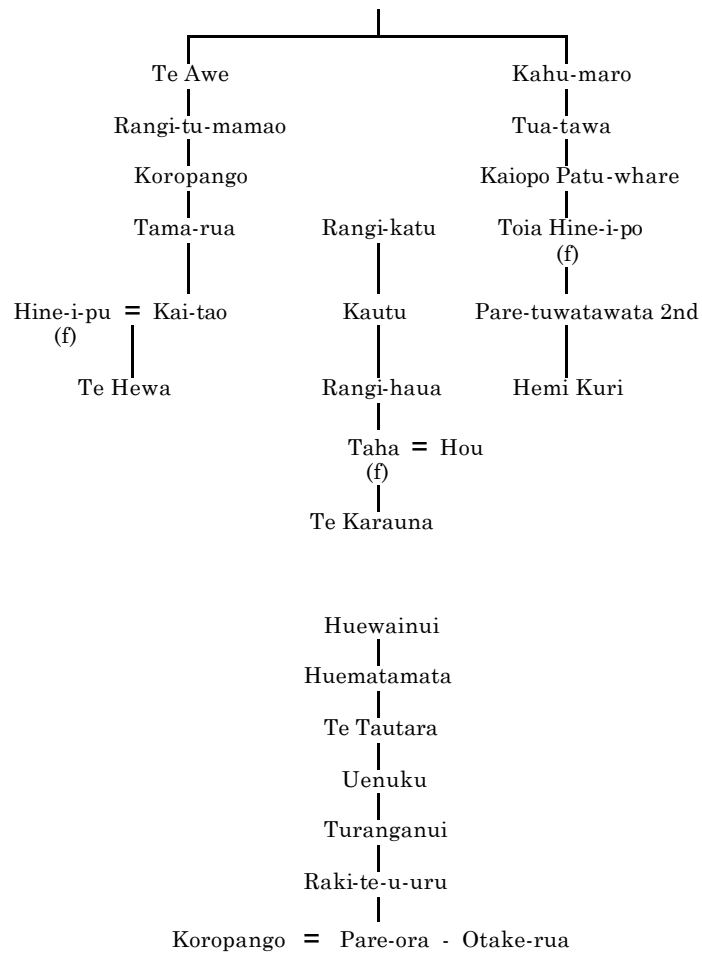 Te Awe Kahu-maro
Rangi-tu-mamao Tua-tawa
Koropango Kaiopo Patu-whare
Tama-rua Rangi-katu Toia Hine-i-po
(f)
Hine-i-pu = Kai-tao Kautu Pare-tuwatawata 2nd
(f)
Te Hewa Rangi-haua Hemi Kuri
Taha = Hou
(f)
Te Karauna
Huewainui
Huematamata
Te Tautara
Uenuku
Turanganui
Raki-te-u-uru
Koropango = Pare-ora - Otake-rua